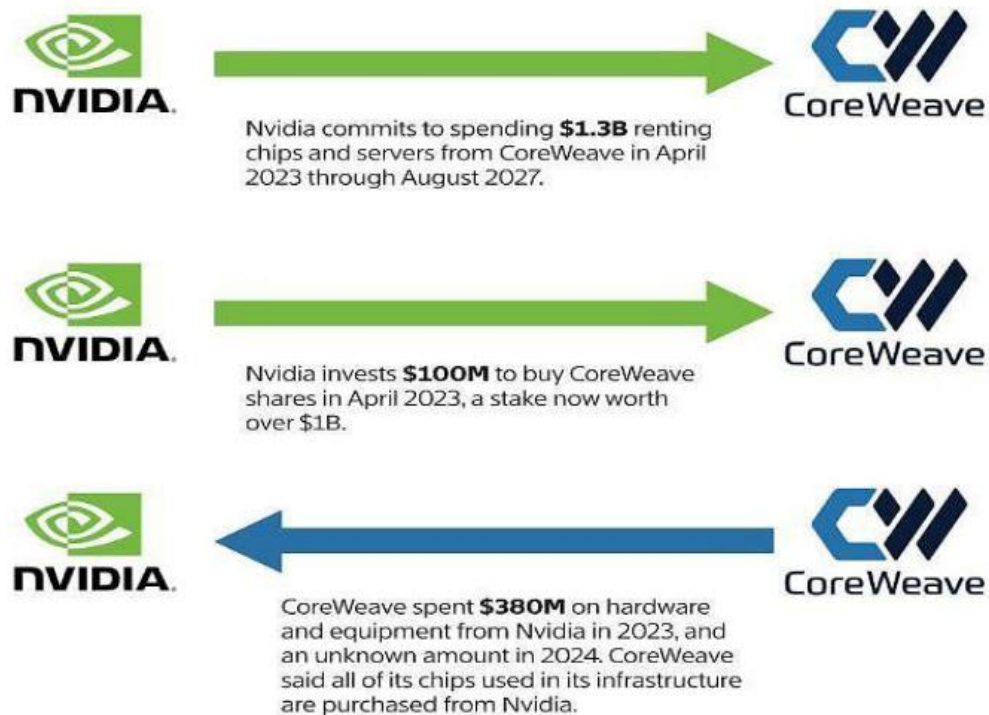 NVIDIA.
CoreWeave
Nvidia commits to spending $1.3B renting
chips and servers from CoreWeave in April
2023 through August 2027.
NVIDIA.
CoreWeave
Nvidia invests $100M to buy CoreWeave
shares in April 2023, a stake now worth
over $1B.
NVIDIA.
CoreWeave
CoreWeave spent $380M on hardware
and equipment from Nvidia in 2023, and
an unknown amount in 2024. CoreWeave
said all of its chips used in its infrastructure
are purchased from Nvidia.